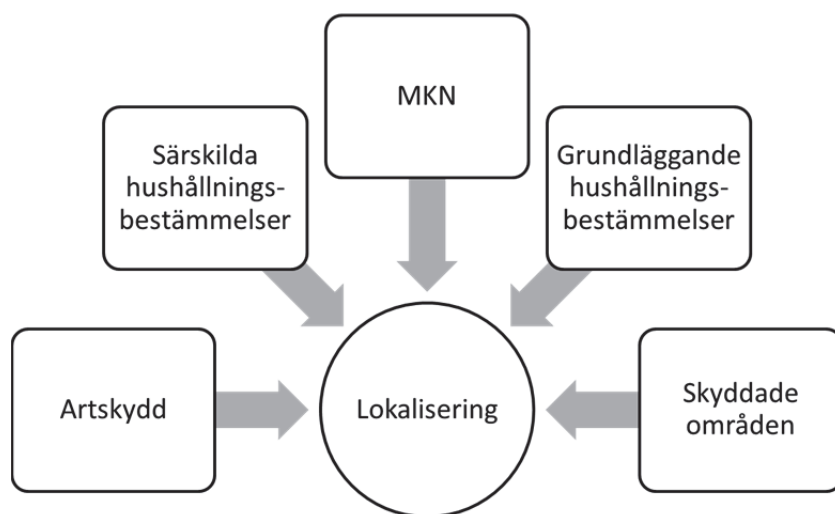 MKN
Särskilda
hushållnings-
bestämmelser
Grundläggande
hushållnings-
bestämmelser
Artskydd
Lokalisering
Skyddade
områden